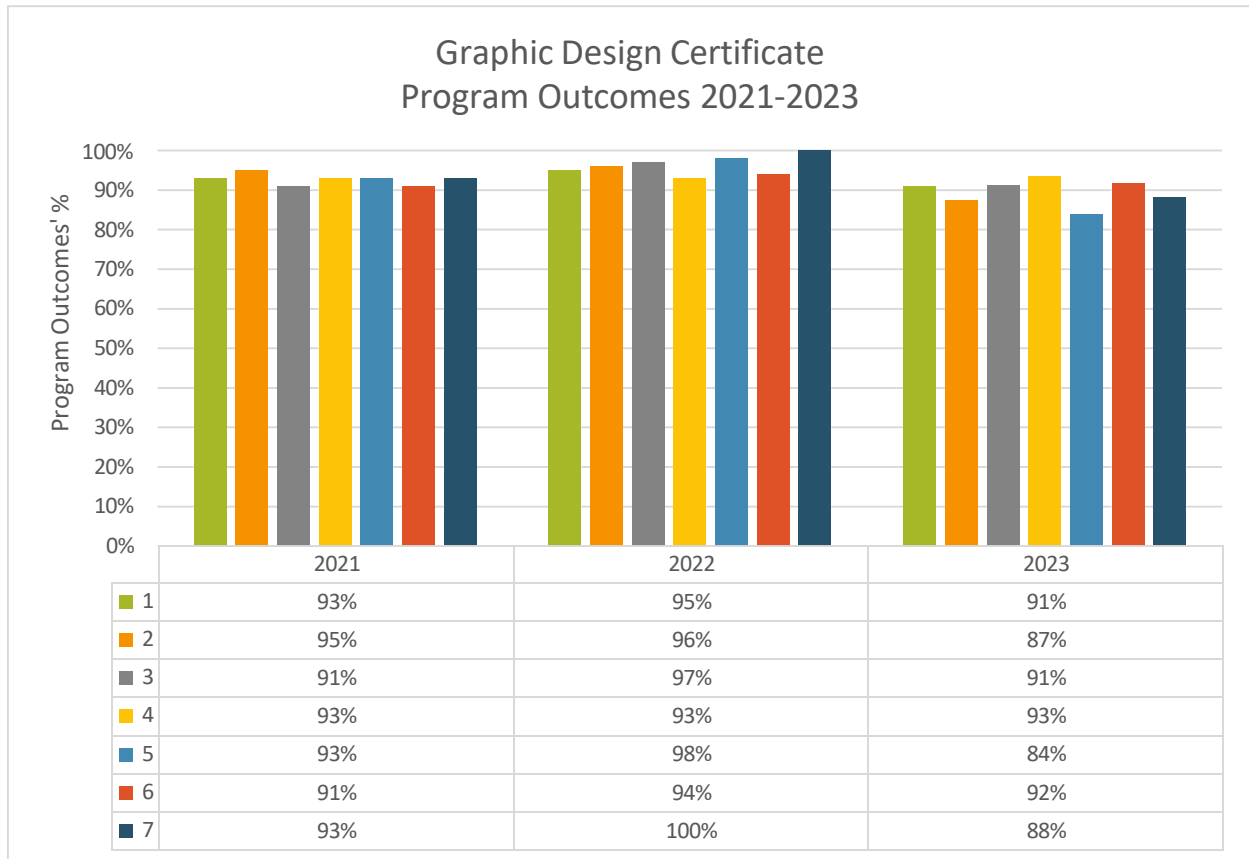 Graphic Design Certificate
Program Outcomes 2021-2023
Program Outcomes' %
100%
90%
80%
70%
60%
50%
40%
30%
20%
10%
0%
2021 2022 2023
1 93% 95% 91%
2 95% 96% 87%
3 91% 97% 91%
4 93% 93% 93%
5 93% 98% 84%
6 91% 94% 92%
7 93% 100% 88%